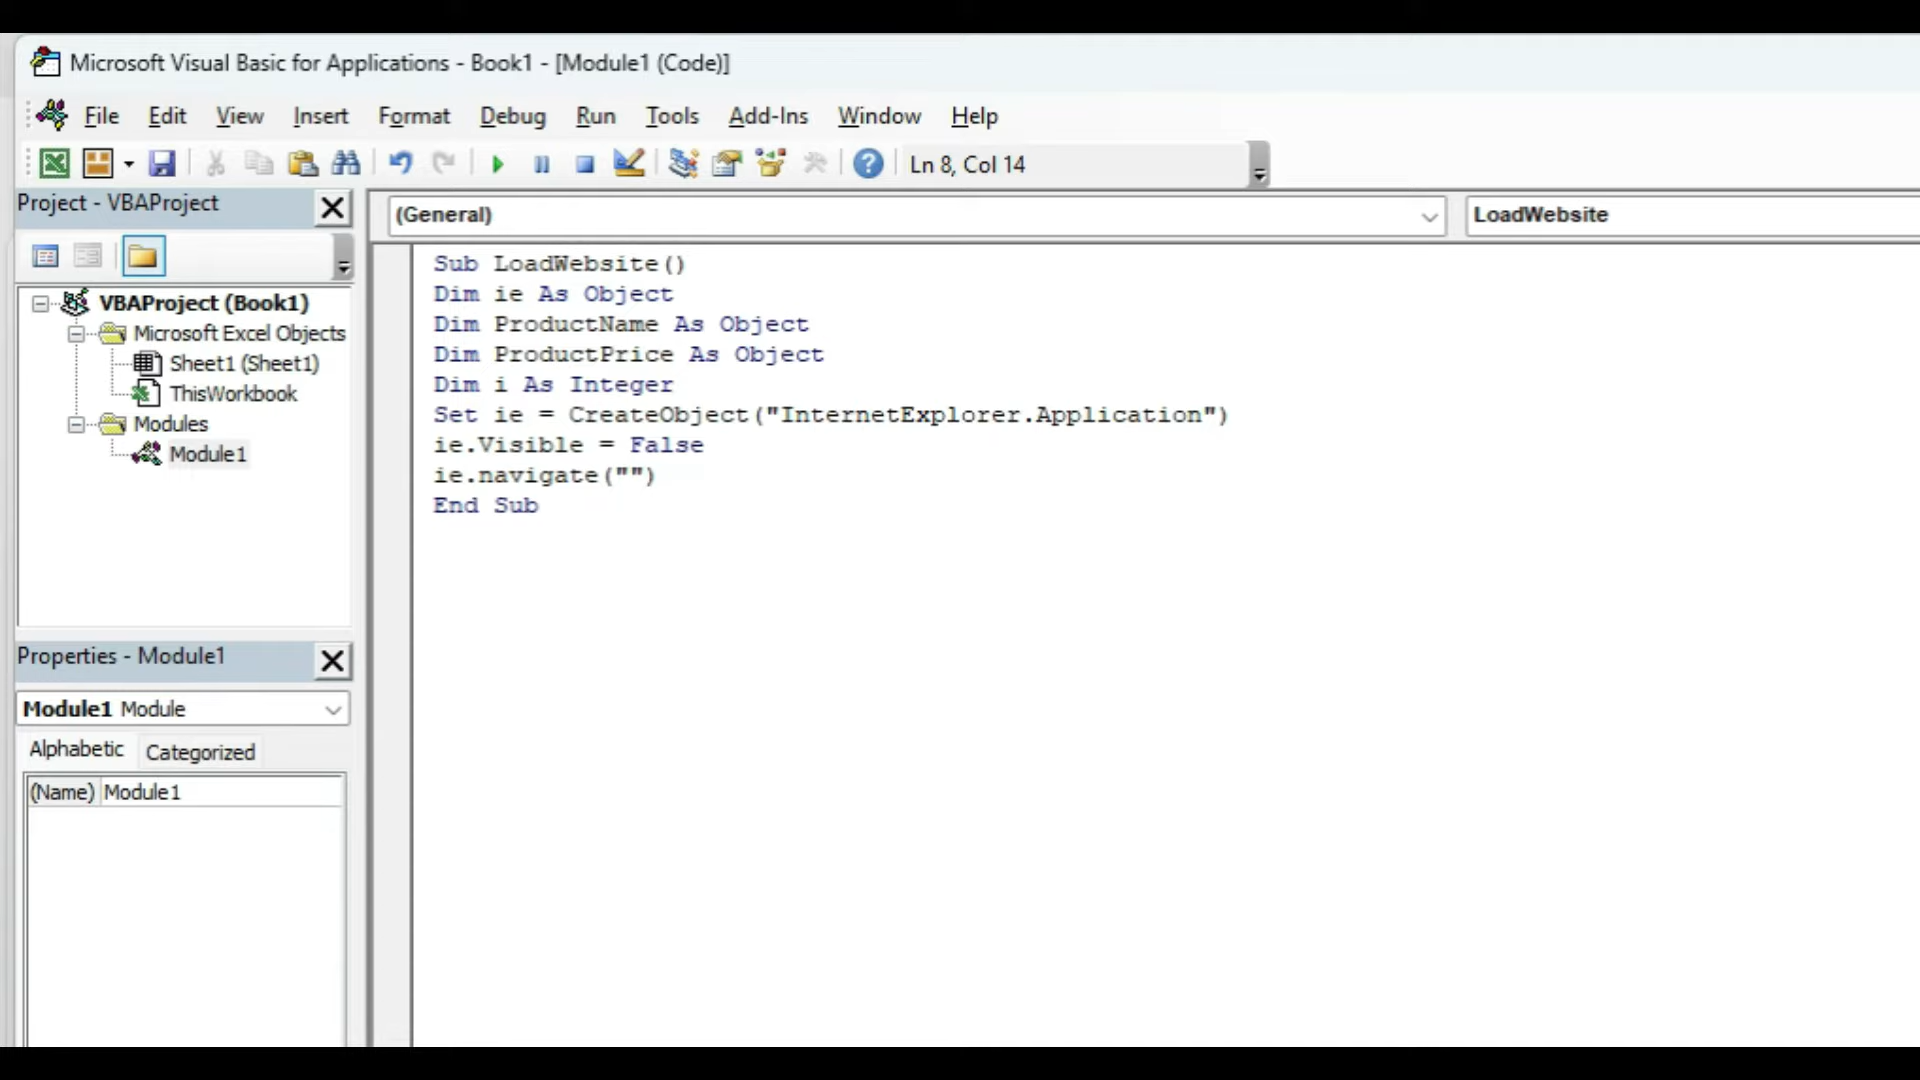 Microsoft Visual Basic for Applications - Book1 - [Module1 (Code)]
File Edit View Insert Format Debug Run Tools Add-Ins Window Help
Ln 8, Col 14
Project - VBAProject
(General)
LoadWebsite
VBAProject (Book1)
Microsoft Excel Objects
Sheet1 (Sheet1)
ThisWorkbook
Modules
Module1
Sub LoadWebsite()
Dim ie As Object
Dim ProductName As Object
Dim ProductPrice As Object
Dim i As Integer
Set ie = CreateObject("InternetExplorer.Application")
ie.Visible = False
ie.navigate("")
End Sub
Properties - Module1
Module1 Module
Alphabetic Categorized
(Name) Module1